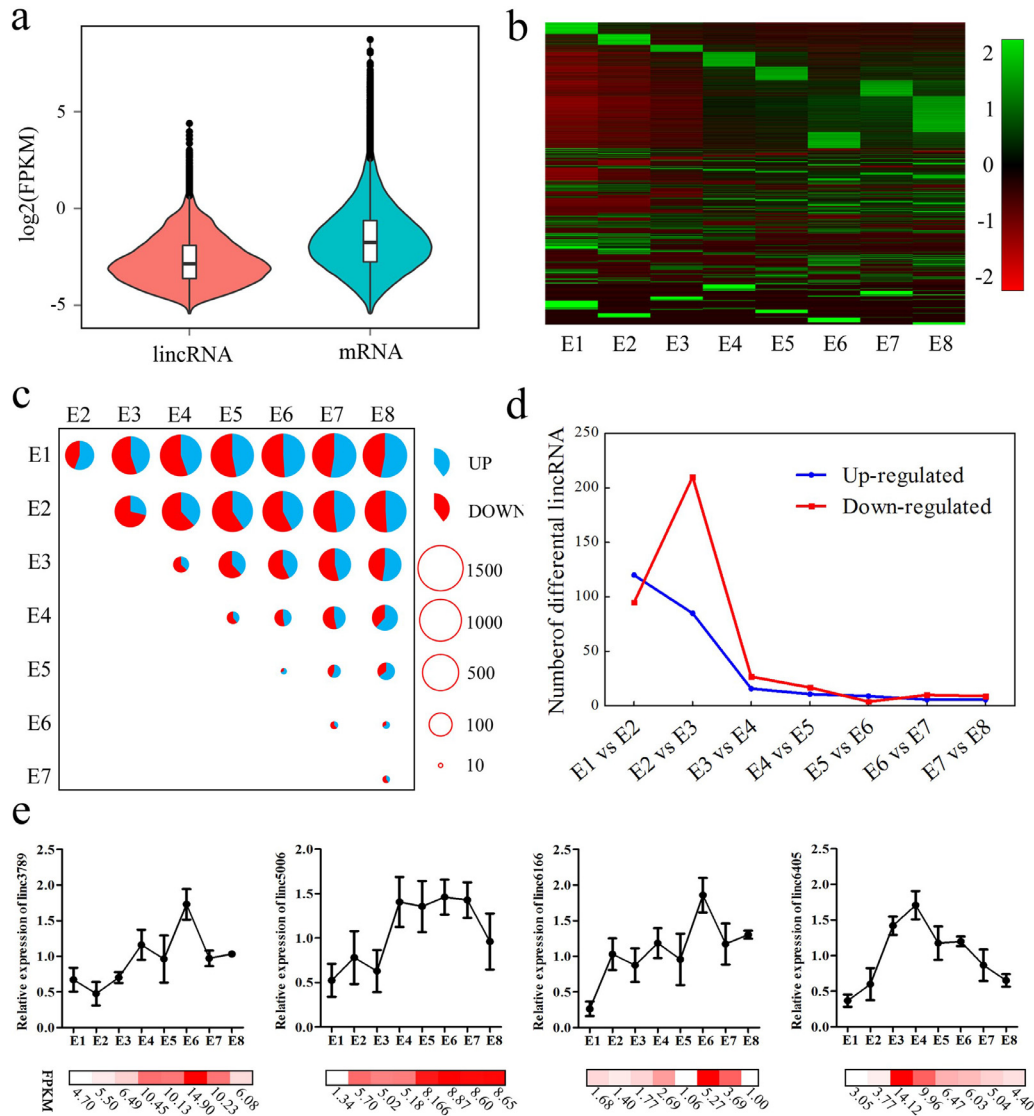 a
log2(FPKM)
5
0
-5
lincRNA
mRNA
b
2
1
0
-1
-2
E1 E2 E3 E4 E5 E6 E7 E8
c
E2 E3 E4 E5 E6 E7 E8
E1
E2
E3
E4
E5
E6
E7
UP
DOWN
1500
1000
500
100
10
d
Numberof differental lincRNA
250
200
150
100
50
0
Up-regulated
Down-regulated
E1 vs E2
E2 vs E3
E3 vs E4
E4 vs E5
E5 vs E6
E6 vs E7
E7 vs E8
e
Relative expression of linc3789
2.5
2.0
1.5
1.0
0.5
0.0
E1 E2 E3 E4 E5 E6 E7 E8
FPKM
4.70 5.50 6.49 10.45 10.13 14.90 10.23 6.08
Relative expression of linc5006
2.5
2.0
1.5
1.0
0.5
0.0
E1 E2 E3 E4 E5 E6 E7 E8
1.34 5.70 5.02 5.18 8.166 8.87 8.60 8.65
Relative expression of linc6166
2.5
2.0
1.5
1.0
0.5
0.0
E1 E2 E3 E4 E5 E6 E7 E8
1.68 1.40 1.77 2.69 1.06 5.27 3.69 1.00
Relative expression of linc6405
2.5
2.0
1.5
1.0
0.5
0.0
E1 E2 E3 E4 E5 E6 E7 E8
3.05 3.77 14.12 9.96 6.47 6.03 5.04 4.40